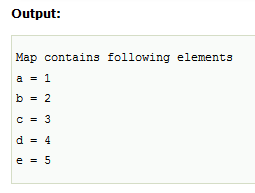 Output:
Map contains following elements
a = 1
b = 2
c = 3
d = 4
e = 5